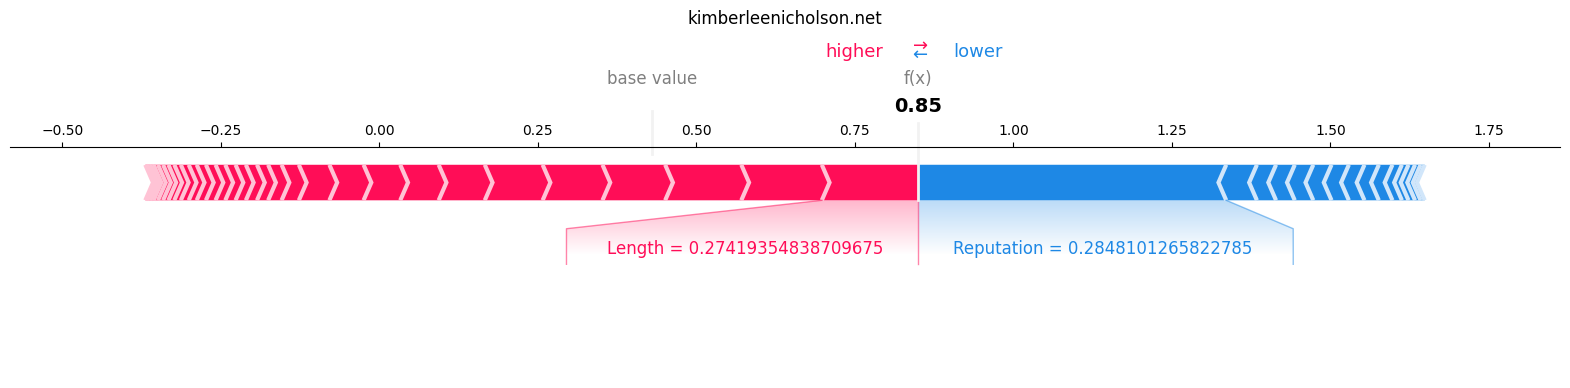 kimberleenicholson.net
higher ⇄ lower
base value f(x)
0.85
−0.50 −0.25 0.00 0.25 0.50 0.75 1.00 1.25 1.50 1.75
Length = 0.27419354838709675 Reputation = 0.2848101265822785